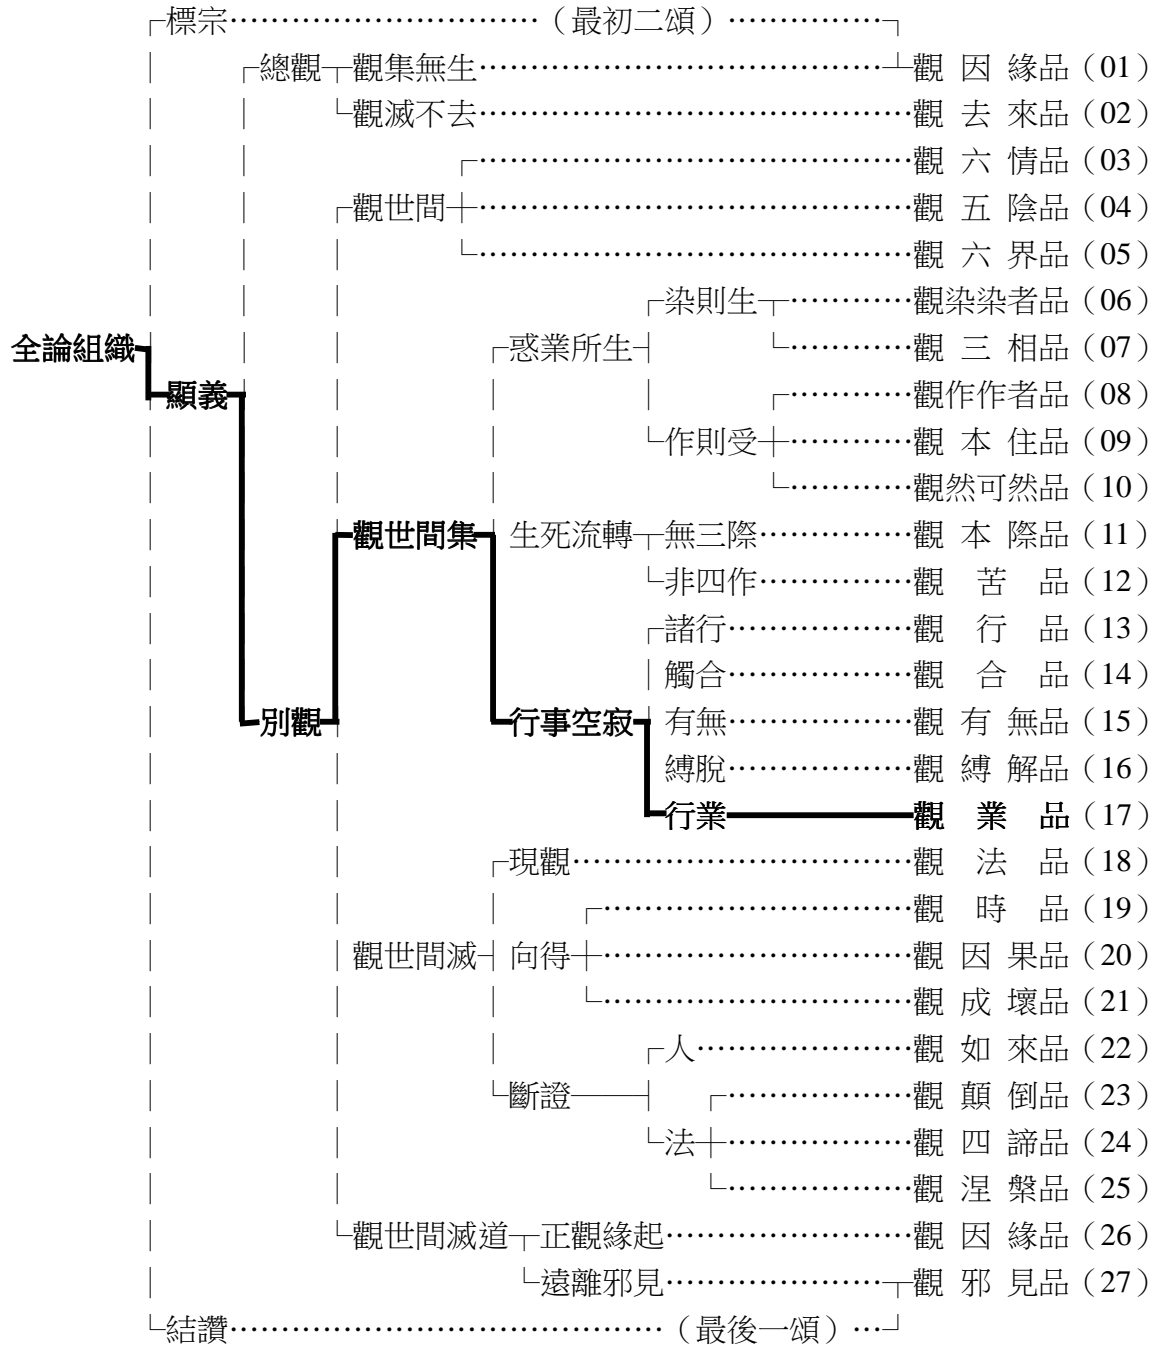 標宗（最初二頌）
總觀 觀集無生 觀因緣品（01）
觀滅不去 觀去來品（02）
觀六情品（03）
觀世間 觀五陰品（04）
觀六界品（05）
染則生 觀染染者品（06）
全論組織 惑業所生 觀三相品（07）
顯義 觀作作者品（08）
作則受 觀本住品（09）
觀然可然品（10）
觀世間集 生死流轉 無三際 觀本際品（11）
非四作 觀苦品（12）
諸行 觀行品（13）
觸合 觀合品（14）
別觀 行事空寂 有無 觀有無品（15）
縛脫 觀縛解品（16）
行業 觀業品（17）
現觀 觀法品（18）
觀時品（19）
觀世間滅 向得 觀因果品（20）
觀成壞品（21）
人 觀如來品（22）
斷證 觀顛倒品（23）
法 觀四諦品（24）
觀涅槃品（25）
觀世間滅道 正觀緣起 觀因緣品（26）
遠離邪見 觀邪見品（27）
結讚（最後一頌）